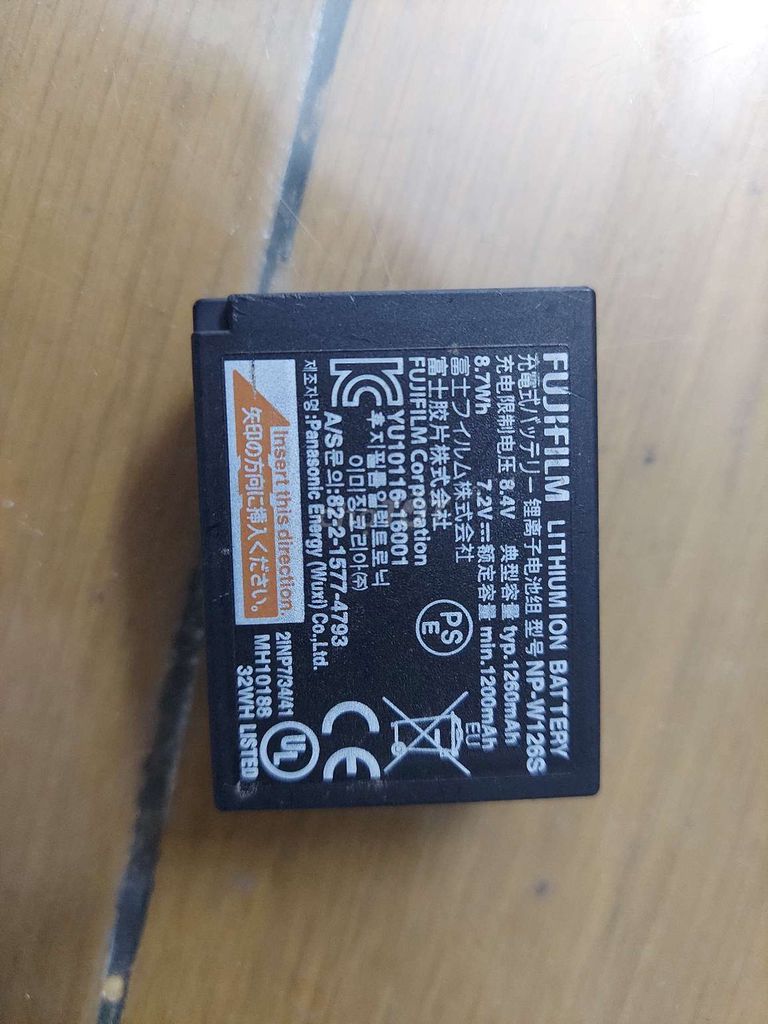 FUJIFILM LITHIUM ION BATTERY
充電式バッテリー 锂离子电池组 型号 NP-W126S
充电限制电压 8.4V 典型容量 typ.1260mAh
8.7Wh 7.2V⎓额定容量 min.1200mAh
富士フイルム株式会社
富士胶片株式会社
FUJIFILM Corporation
YU10116-16001
후지필름일렉트로닉
이미징코리아㈜
A/S문의:82-2-1577-4793
제조자명:Panasonic Energy (Wuxi) Co.,Ltd.
PS
E
EU
CE
Insert this direction.
矢印の方向に挿入ください。
2INP7/34/41
MH10186
32WH LISTED
UL